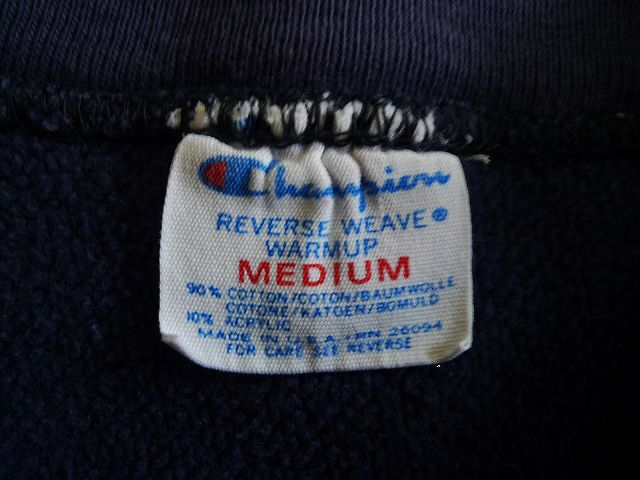 Champion
REVERSE WEAVE®
WARMUP
MEDIUM
90% COTTON/COTON/BAUMWOLLE
COTONE/KATOEN/BOMULD
10% ACRYLIC
MADE IN U.S.A. RN 26094
FOR CARE SEE REVERSE